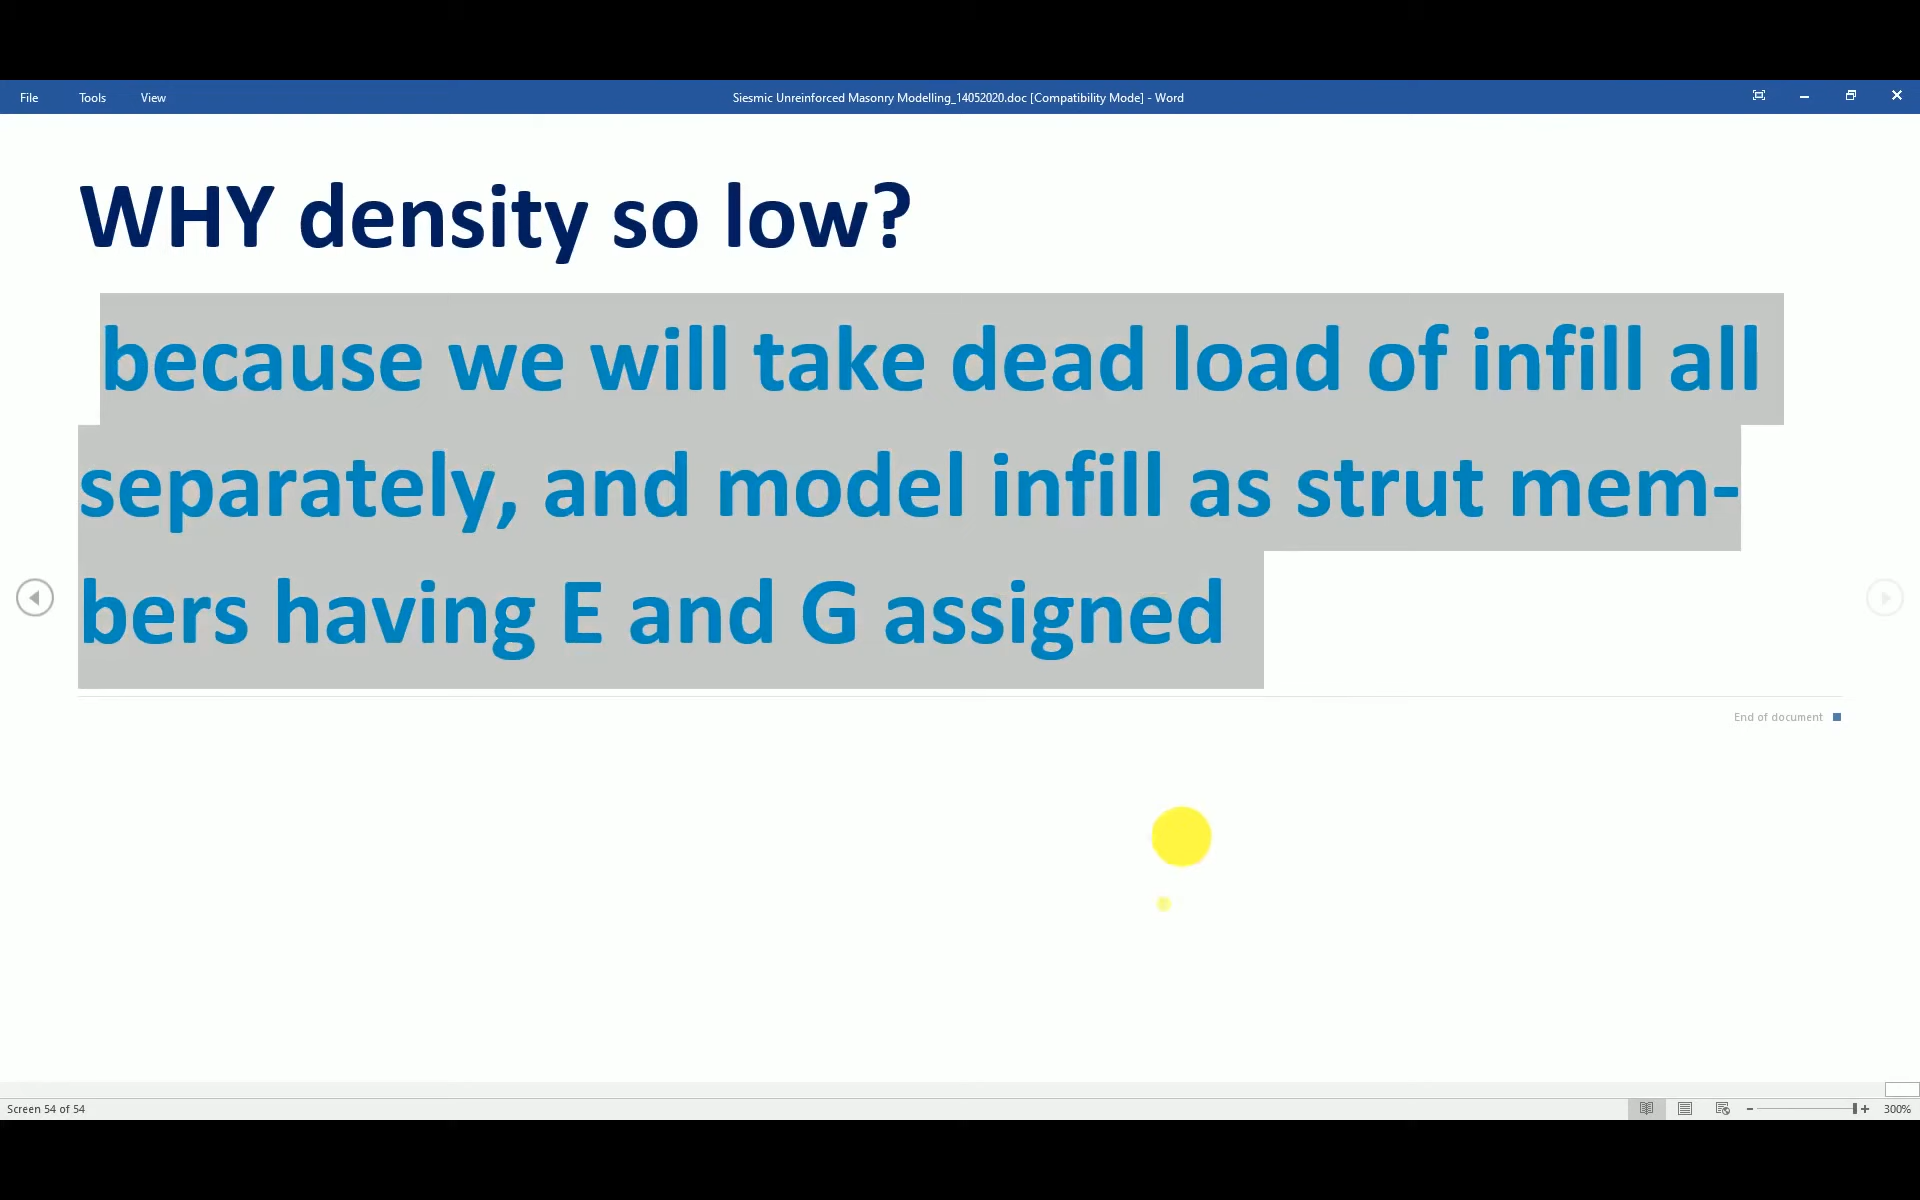 File Tools View Siesmic Unreinforced Masonry Modelling_14052020.doc [Compatibility Mode] - Word
WHY density so low?
because we will take dead load of infill all
separately, and model infill as strut mem-
bers having E and G assigned
End of document
Screen 54 of 54 300%